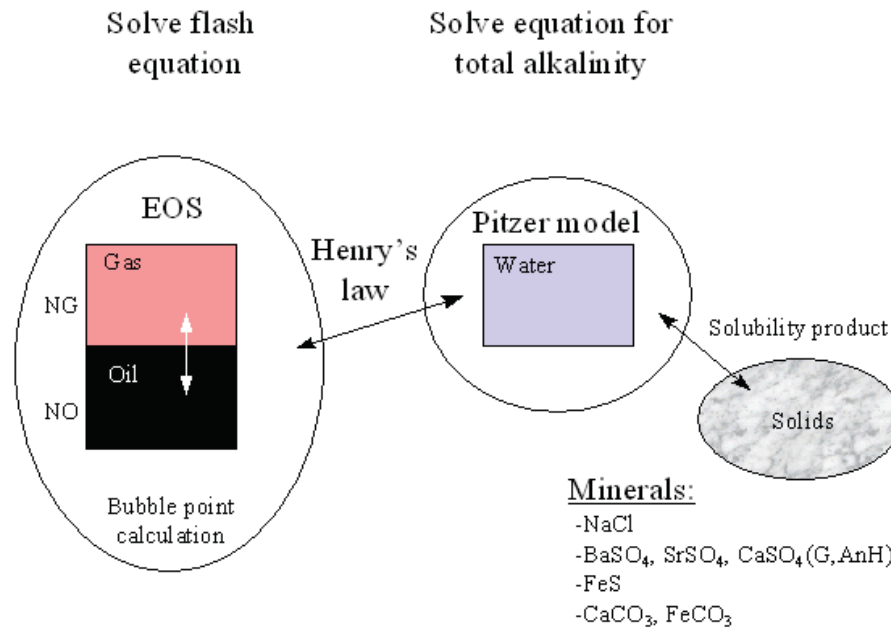 Solve flash
equation
Solve equation for
total alkalinity
EOS
Gas
NG
Oil
NO
Bubble point
calculation
Henry’s
law
Pitzer model
Water
Solubility product
Solids
Minerals:
-NaCl
-BaSO₄, SrSO₄, CaSO₄(G,AnH)
-FeS
-CaCO₃, FeCO₃